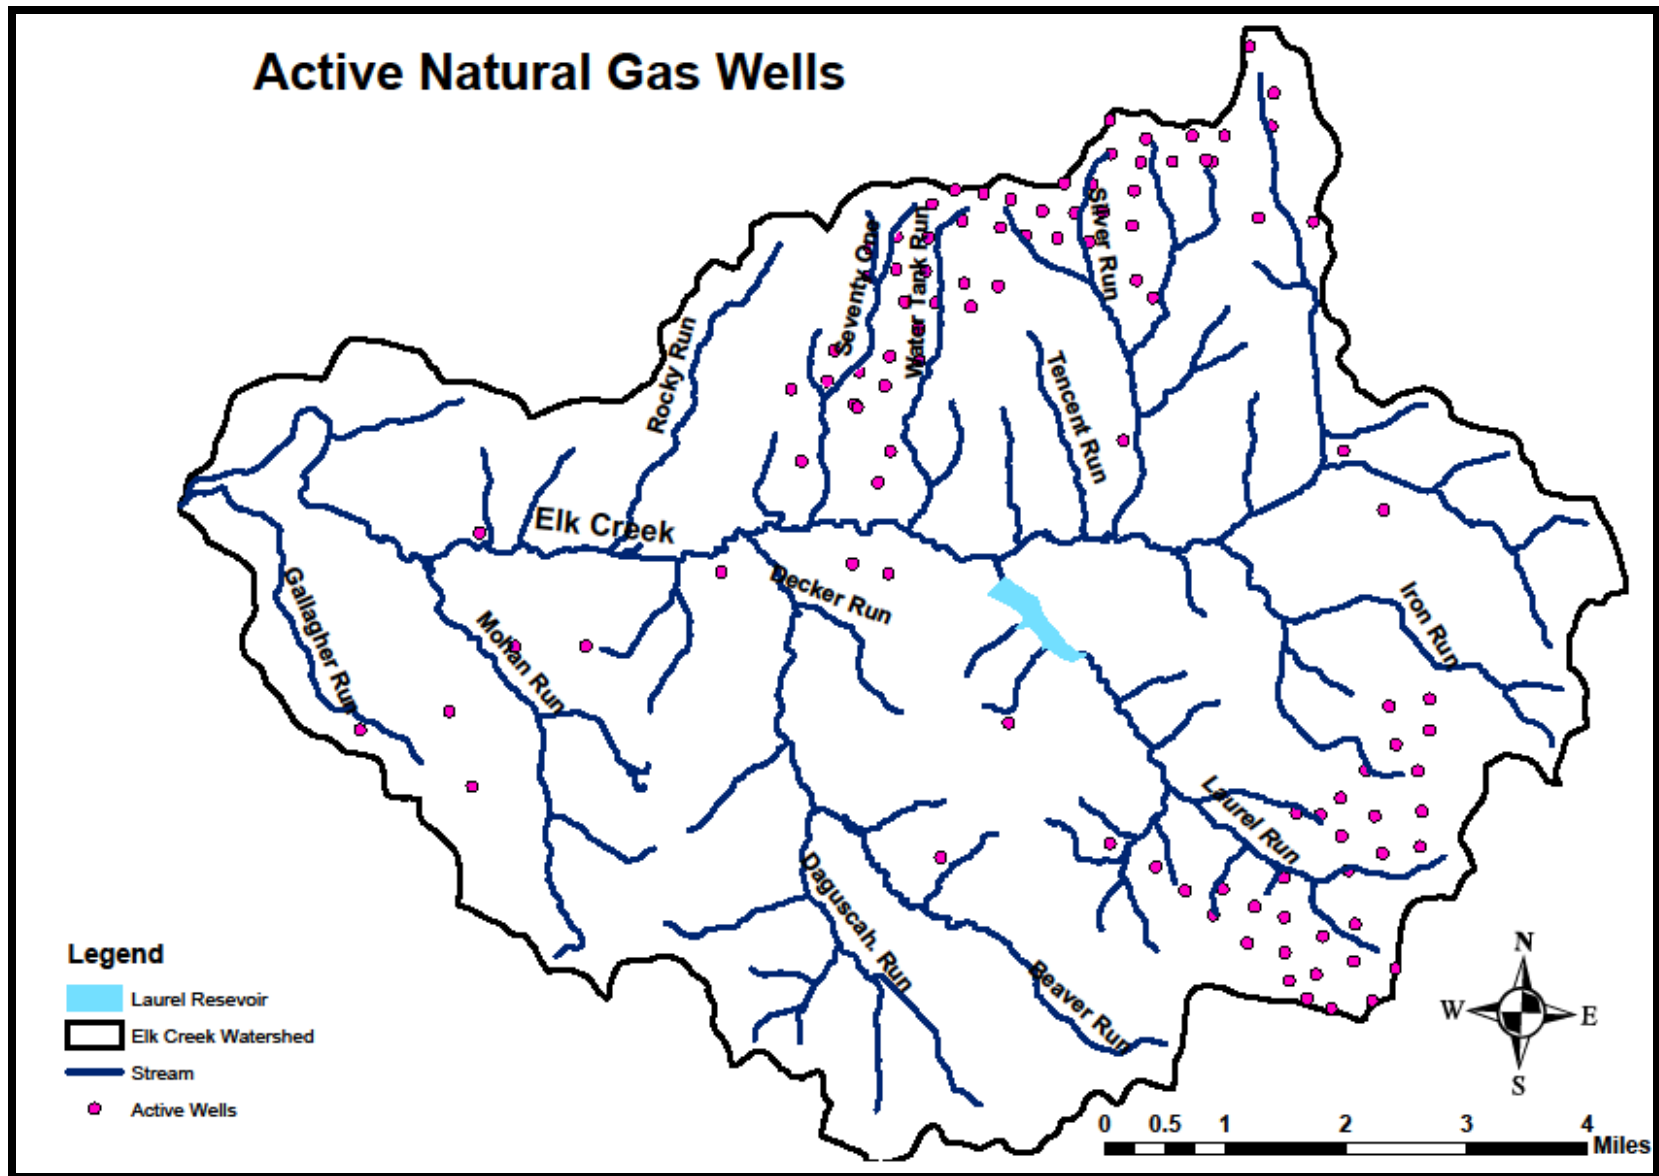 Active Natural Gas Wells
Silver Run
Seventy One
Water Tank Run
Rocky Run
Tencent Run
Elk Creek
Decker Run
Gallagher Run
Mohan Run
Iron Run
Laurel Run
Daguscah. Run
Beaver Run
Legend
Laurel Resevoir
Elk Creek Watershed
Stream
Active Wells
N
W E
S
0 0.5 1 2 3 4
Miles